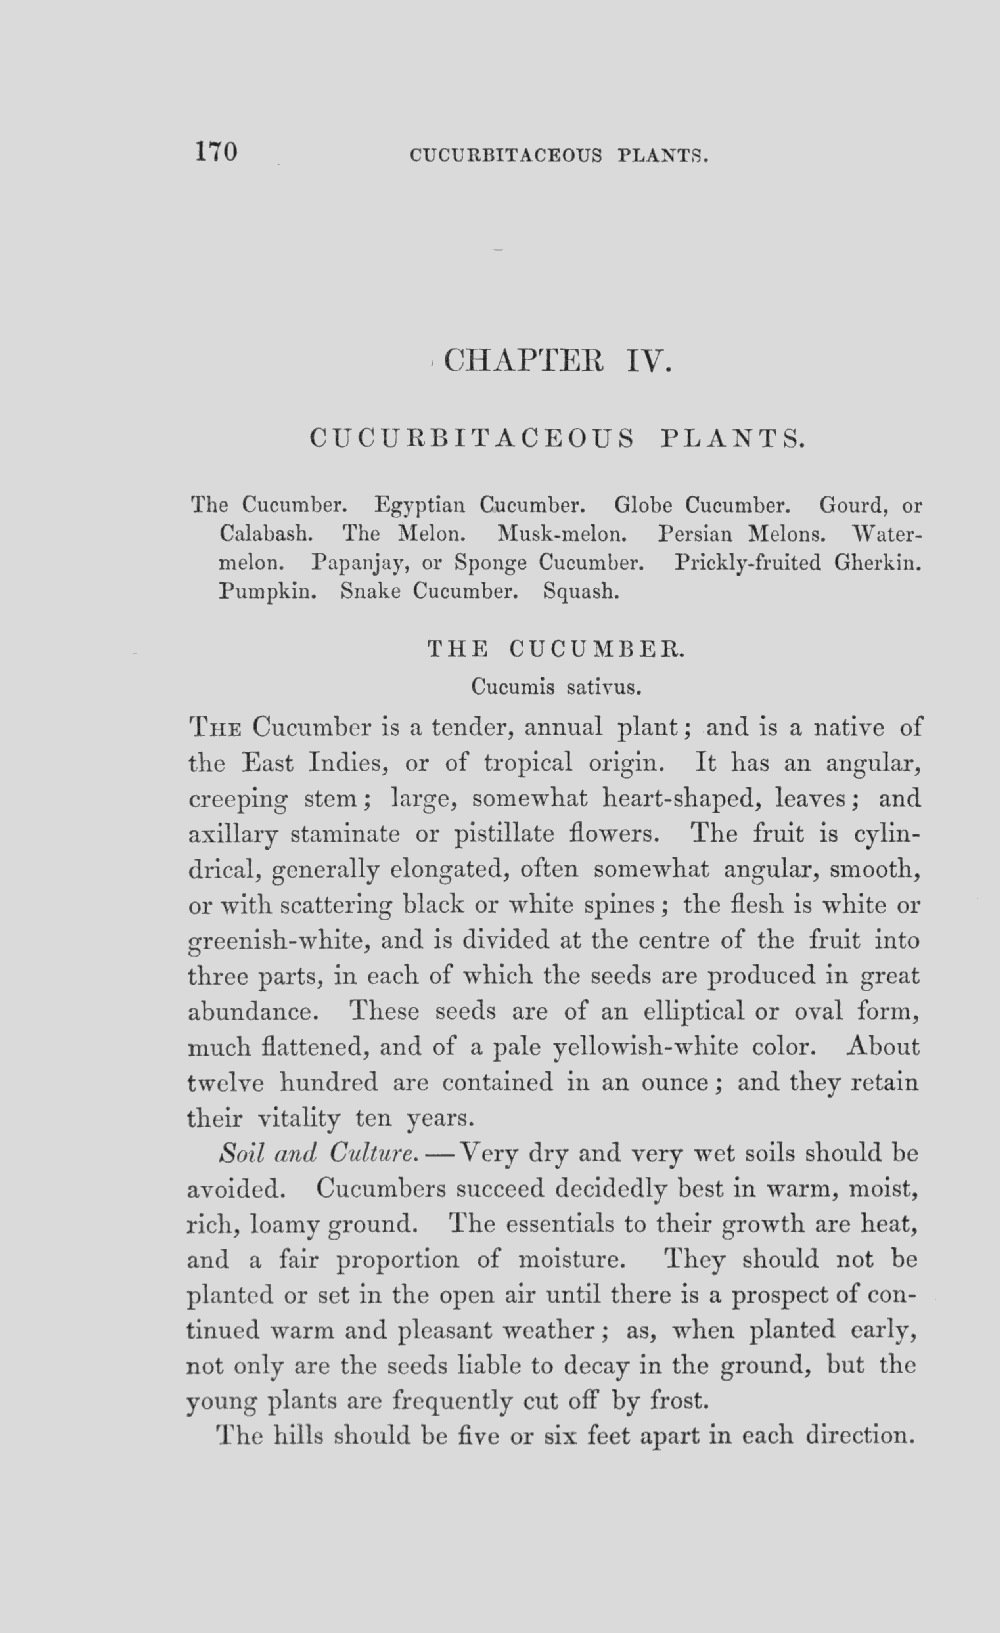 170 CUCURBITACEOUS PLANTS.
CHAPTER IV.
CUCURBITACEOUS PLANTS.
The Cucumber. Egyptian Cucumber. Globe Cucumber. Gourd, or
Calabash. The Melon. Musk-melon. Persian Melons. Water-
melon. Papanjay, or Sponge Cucumber. Prickly-fruited Gherkin.
Pumpkin. Snake Cucumber. Squash.
THE CUCUMBER.
Cucumis sativus.
THE Cucumber is a tender, annual plant; and is a native of
the East Indies, or of tropical origin. It has an angular,
creeping stem; large, somewhat heart-shaped, leaves; and
axillary staminate or pistillate flowers. The fruit is cylin-
drical, generally elongated, often somewhat angular, smooth,
or with scattering black or white spines; the flesh is white or
greenish-white, and is divided at the centre of the fruit into
three parts, in each of which the seeds are produced in great
abundance. These seeds are of an elliptical or oval form,
much flattened, and of a pale yellowish-white color. About
twelve hundred are contained in an ounce; and they retain
their vitality ten years.
Soil and Culture. — Very dry and very wet soils should be
avoided. Cucumbers succeed decidedly best in warm, moist,
rich, loamy ground. The essentials to their growth are heat,
and a fair proportion of moisture. They should not be
planted or set in the open air until there is a prospect of con-
tinued warm and pleasant weather; as, when planted early,
not only are the seeds liable to decay in the ground, but the
young plants are frequently cut off by frost.
The hills should be five or six feet apart in each direction.